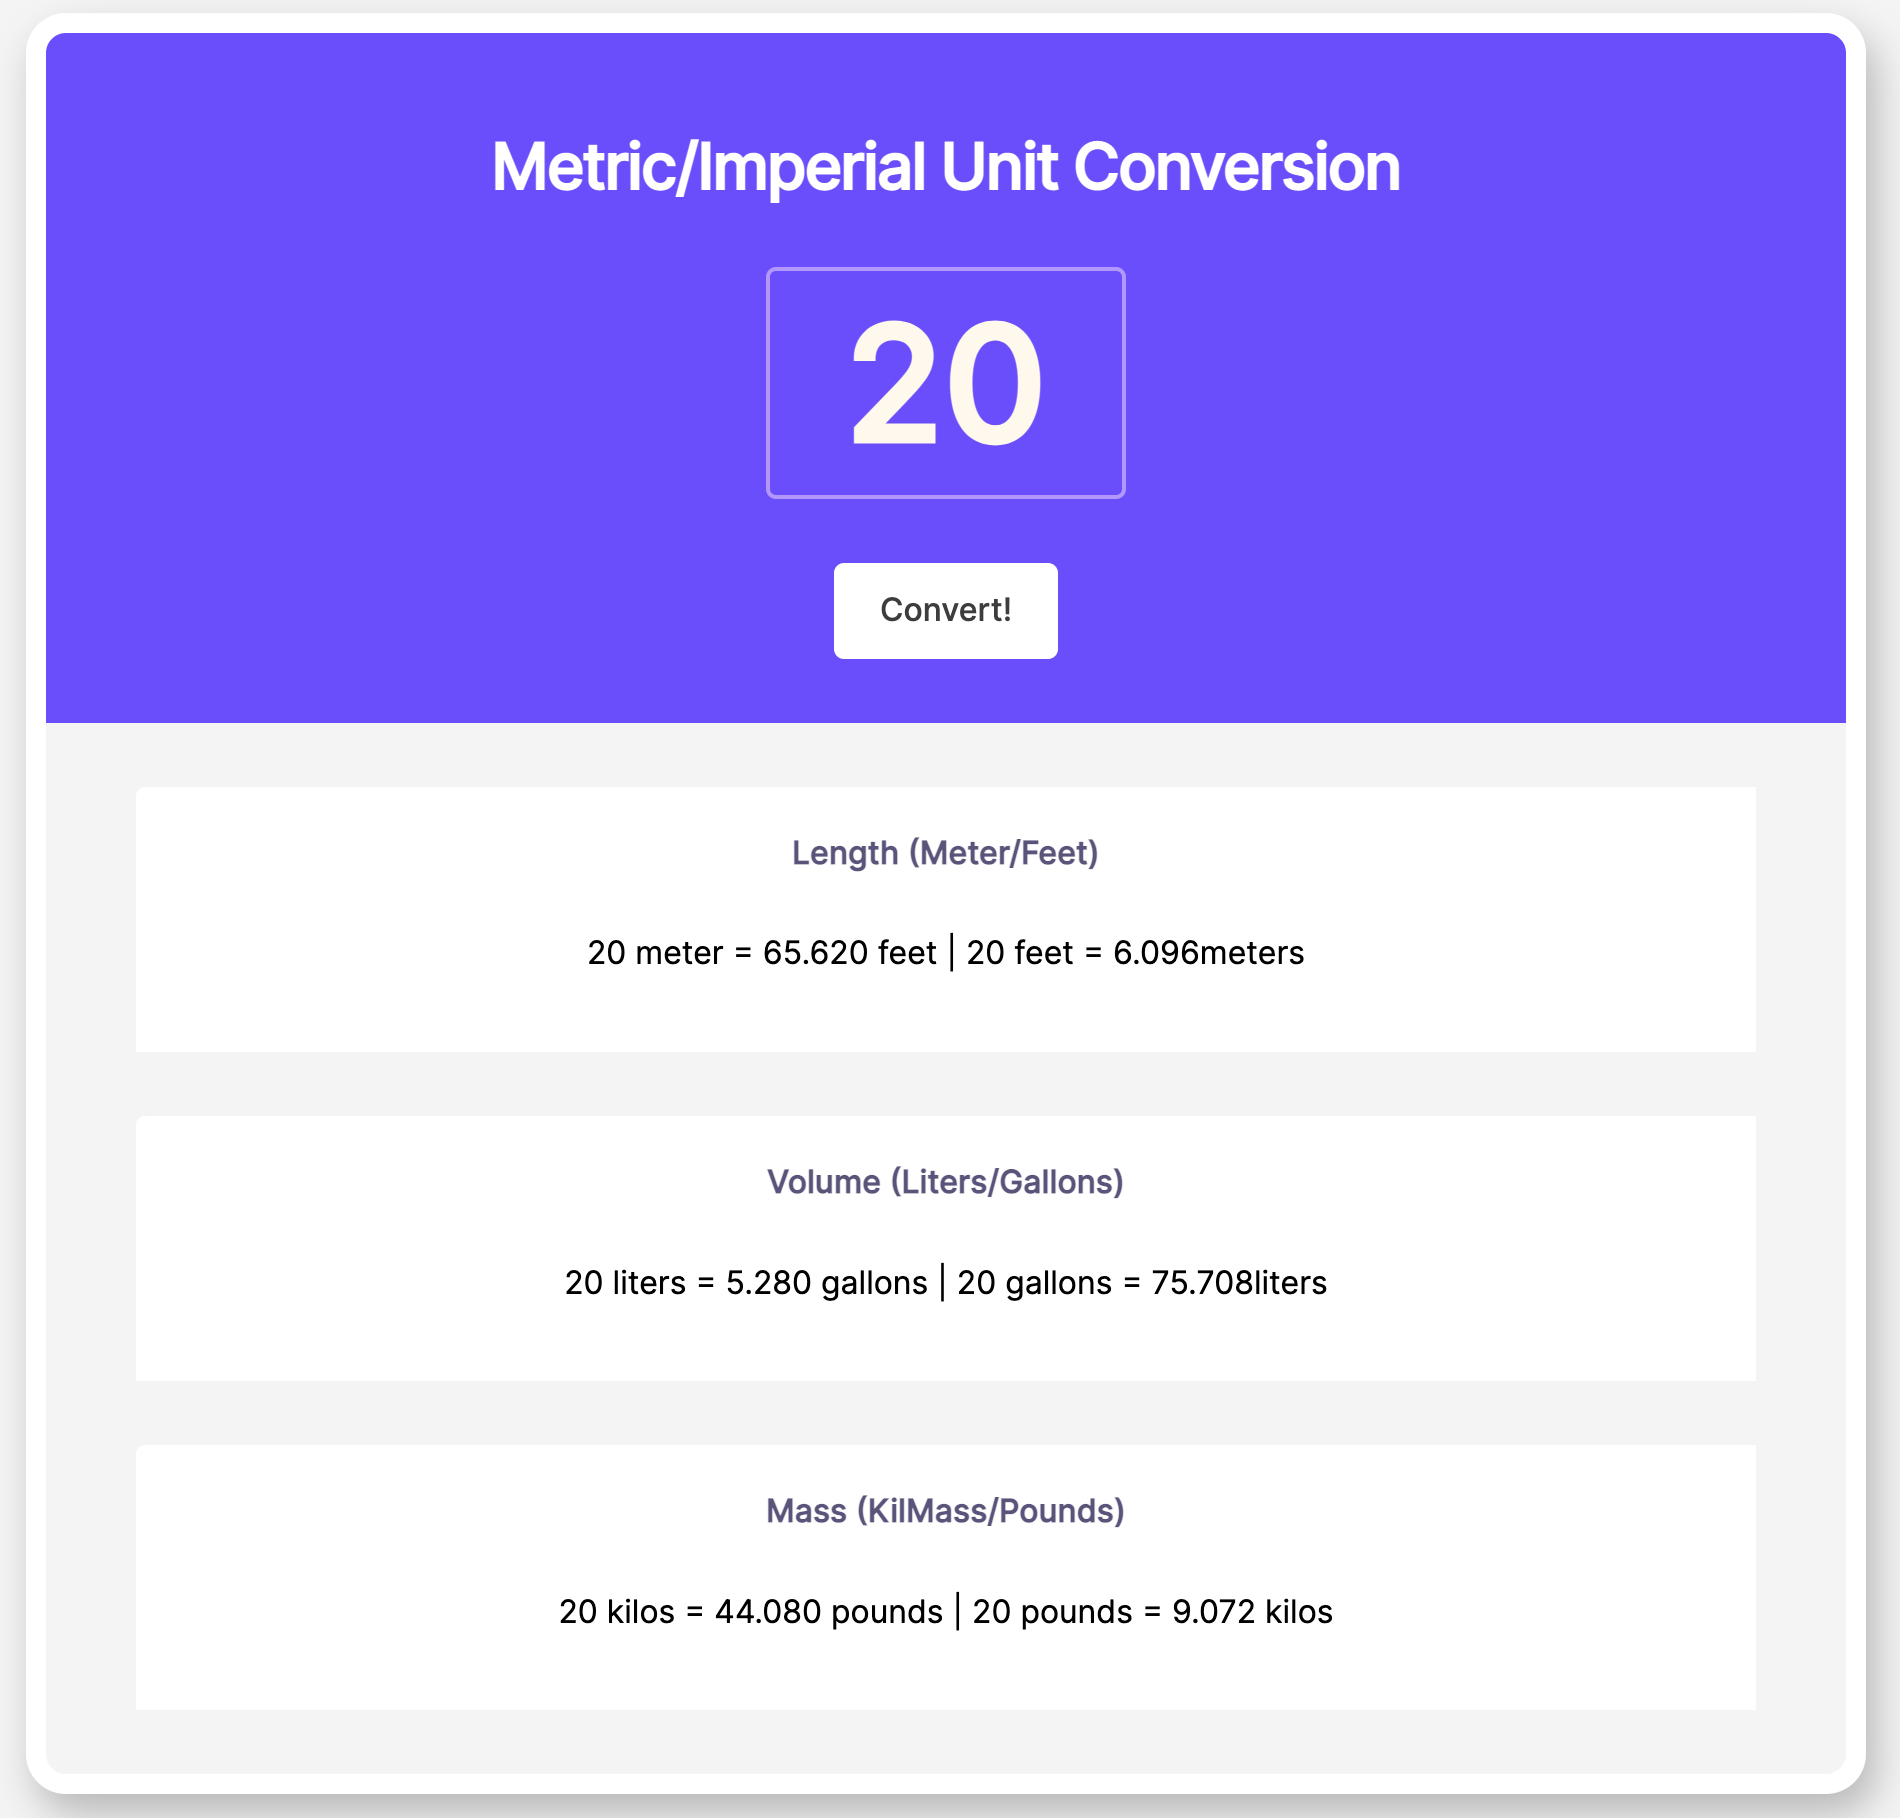 Metric/Imperial Unit Conversion
20
Convert!
Length (Meter/Feet)
20 meter = 65.620 feet | 20 feet = 6.096meters
Volume (Liters/Gallons)
20 liters = 5.280 gallons | 20 gallons = 75.708liters
Mass (KilMass/Pounds)
20 kilos = 44.080 pounds | 20 pounds = 9.072 kilos